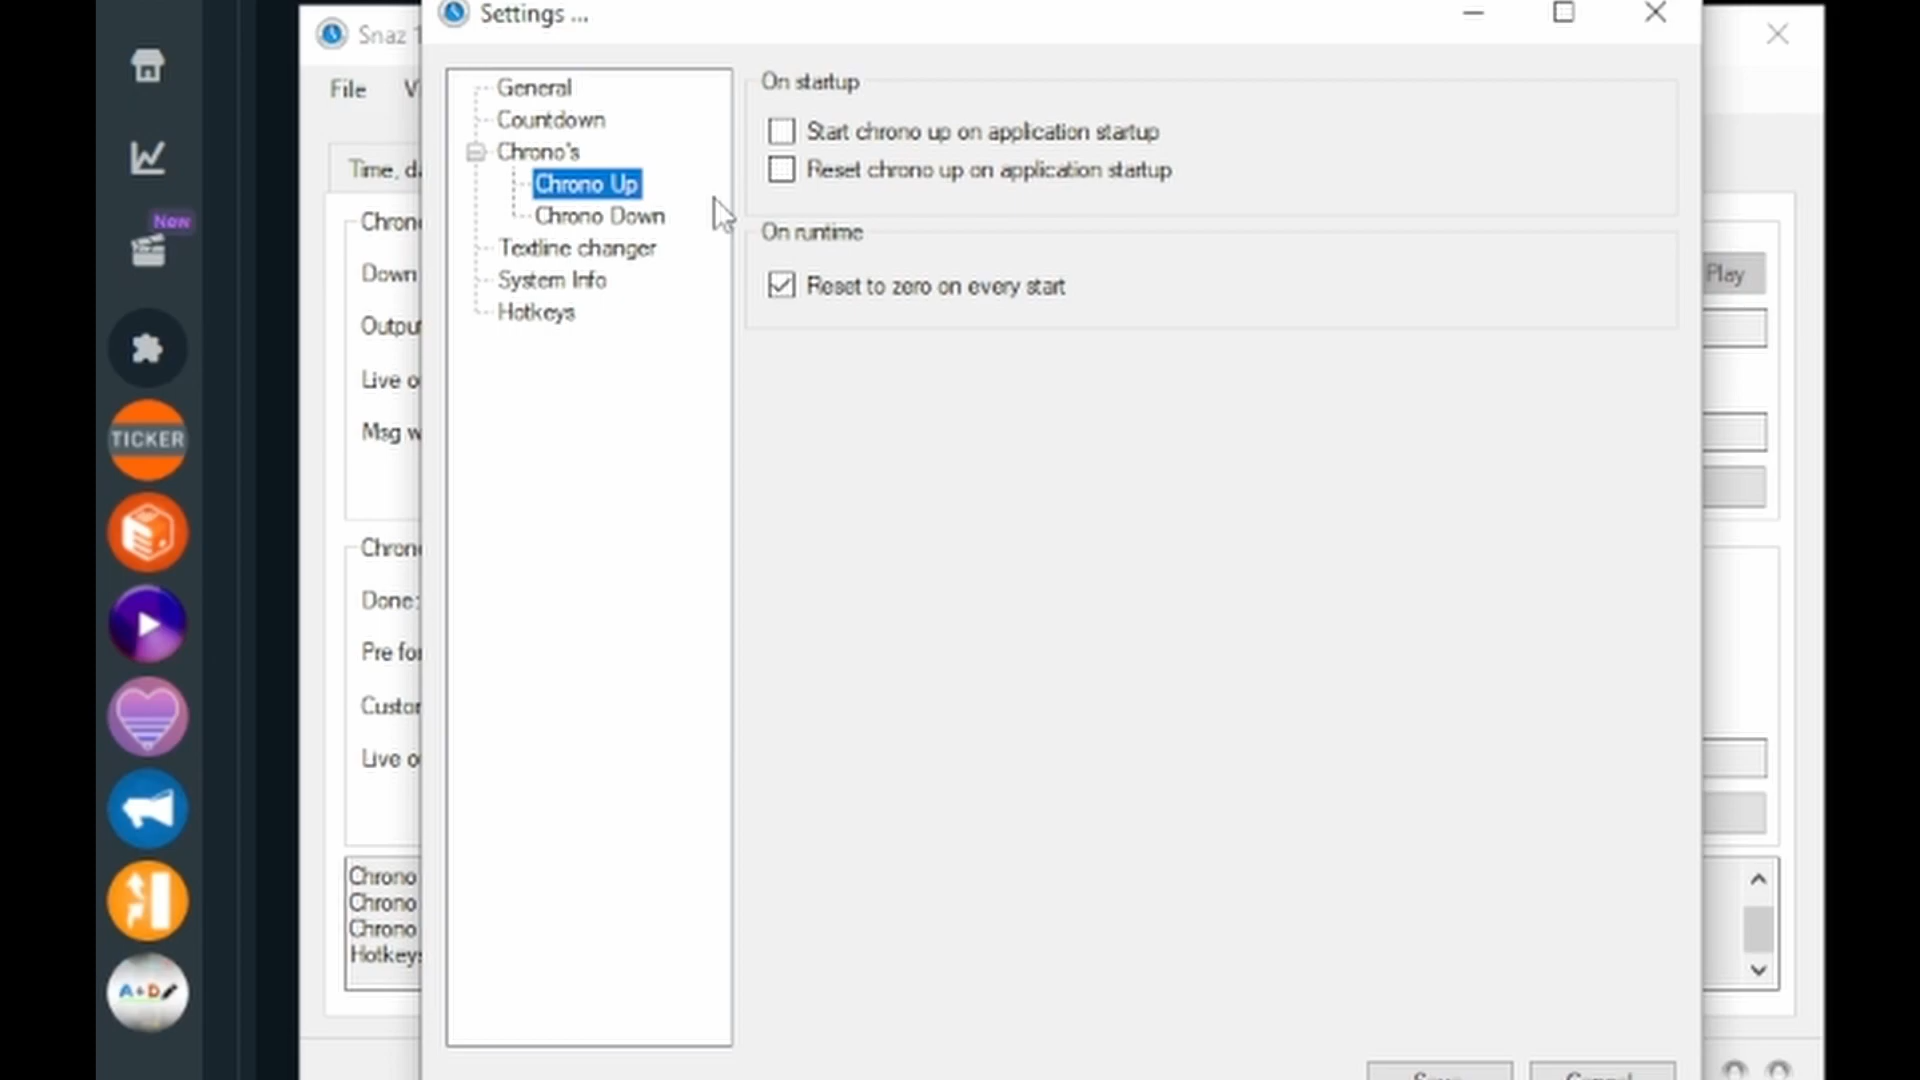 Settings ...
Snaz
File
General
Countdown
Chrono's
Chrono Up
Chrono Down
Textline changer
System Info
Hotkeys
On startup
Start chrono up on application startup
Reset chrono up on application startup
On runtime
Reset to zero on every start
New
TICKER
A+D
Time, d
Chron
Down
Outpu
Live o
Msg w
Play
Chron
Done:
Pre for
Custor
Live o
Chrono
Chrono
Chrono
Hotkeys